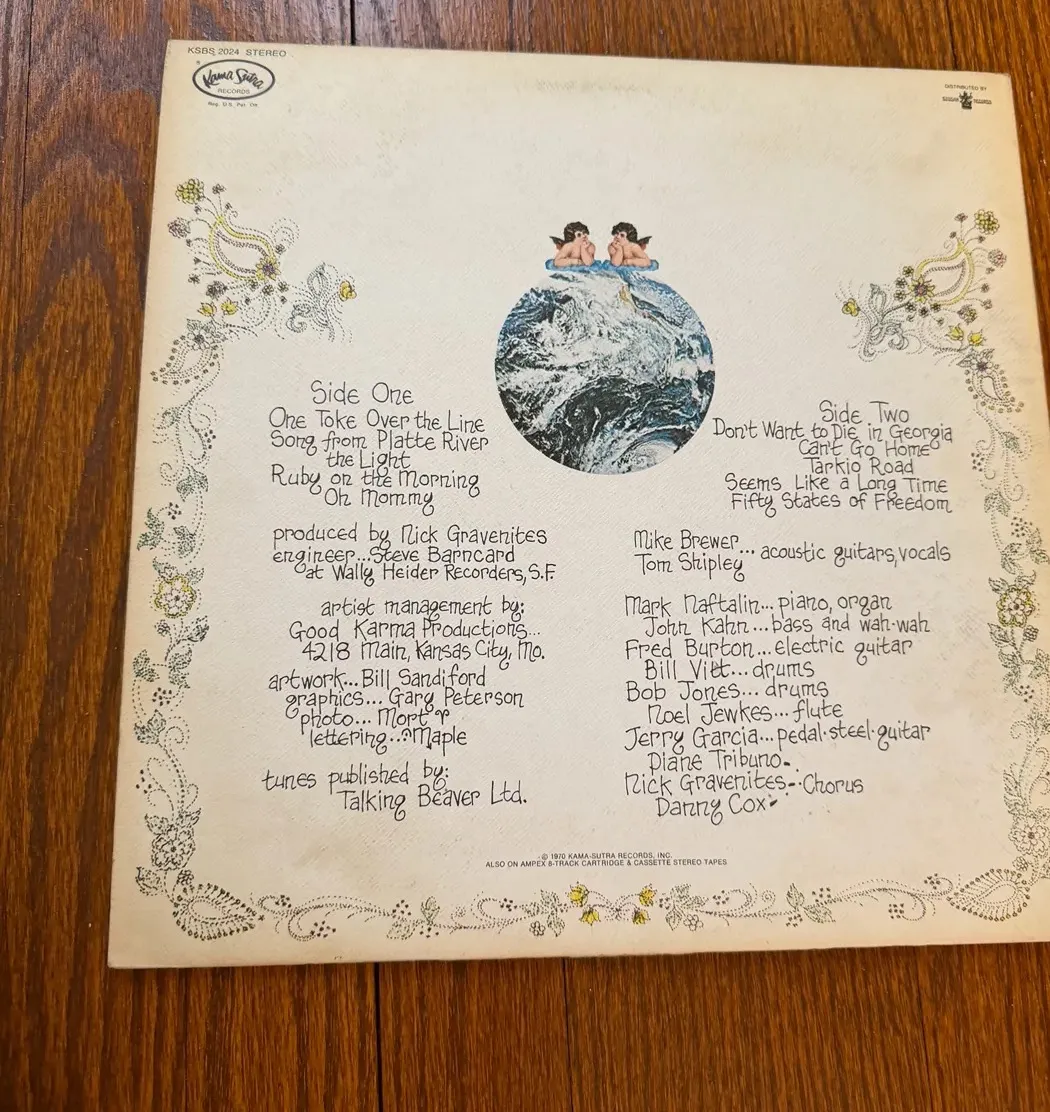 KSBS 2024 STEREO
Kama Sutra
RECORDS
Reg. U.S. Pat. Off.
DISTRIBUTED BY
Side One
One Toke Over the Line
Song from Platte River
the Light
Ruby on the Morning
Oh Mommy
Side Two
Don't Want to Die in Georgia
Can't Go Home
Tarkio Road
Seems Like a Long Time
Fifty States of Freedom
produced by Nick Gravenites
engineer...Steve Barncard
at Wally Heider Recorders, S.F.
artist management by:
Good Karma Productions...
4218 Main, Kansas City, Mo.
artwork...Bill Sandiford
graphics... Gary Peterson
photo... Mort
lettering...Maple
tunes published by:
Talking Beaver Ltd.
Mike Brewer... acoustic guitars, vocals
Tom Shipley
Mark Naftalin... piano, organ
John Kahn...bass and wah-wah
Fred Burton...electric guitar
Bill Vitt...drums
Bob Jones... drums
Noel Jewkes... flute
Jerry Garcia...pedal-steel-guitar
Diane Tribuno
Nick Gravenites--Chorus
Danny Cox
© 1970 KAMA-SUTRA RECORDS, INC.
ALSO ON AMPEX 8-TRACK CARTRIDGE & CASSETTE STEREO TAPES